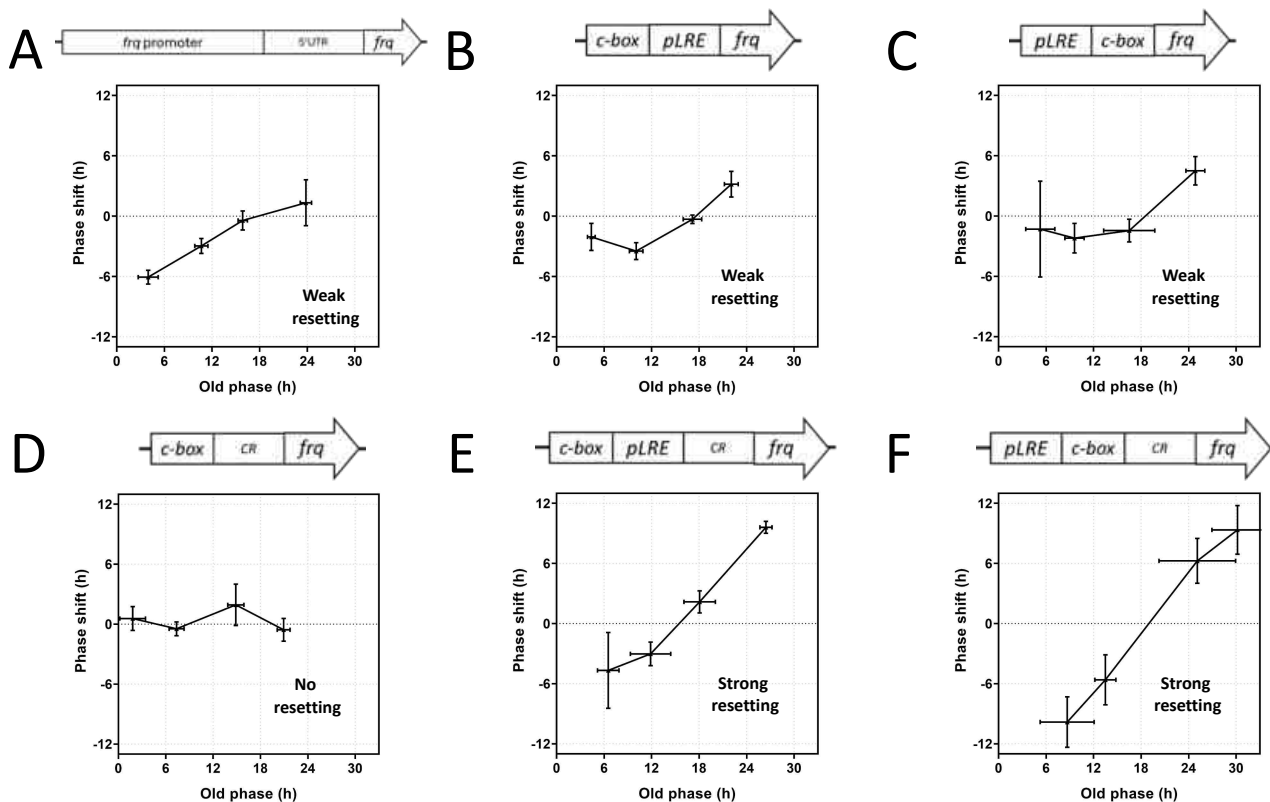 A
frq promoter 5'UTR frq
12
6
0
-6
-12
Phase shift (h)
Weak
resetting
0 6 12 18 24 30
Old phase (h)
B
c-box pLRE frq
12
6
0
-6
-12
Phase shift (h)
Weak
resetting
0 6 12 18 24 30
Old phase (h)
C
pLRE c-box frq
12
6
0
-6
-12
Phase shift (h)
Weak
resetting
0 6 12 18 24 30
Old phase (h)
D
c-box CR frq
12
6
0
-6
-12
Phase shift (h)
No
resetting
0 6 12 18 24 30
Old phase (h)
E
c-box pLRE CR frq
12
6
0
-6
-12
Phase shift (h)
Strong
resetting
0 6 12 18 24 30
Old phase (h)
F
pLRE c-box CR frq
12
6
0
-6
-12
Phase shift (h)
Strong
resetting
0 6 12 18 24 30
Old phase (h)